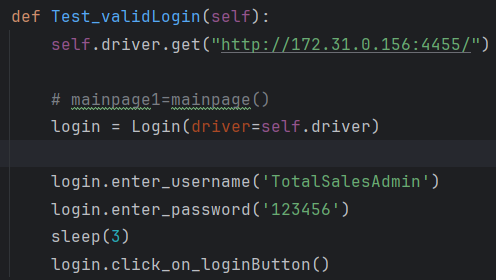 def Test_validLogin(self):
self.driver.get("http://172.31.0.156:4455/")
# mainpage1=mainpage()
login = Login(driver=self.driver)
login.enter_username('TotalSalesAdmin')
login.enter_password('123456')
sleep(3)
login.click_on_loginButton()